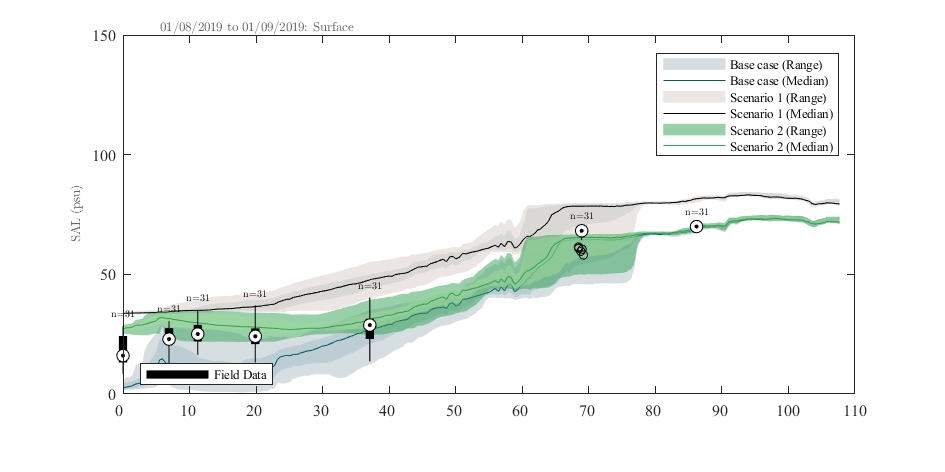 01/08/2019 to 01/09/2019: Surface
150
100
50
0
SAL (psu)
Base case (Range)
Base case (Median)
Scenario 1 (Range)
Scenario 1 (Median)
Scenario 2 (Range)
Scenario 2 (Median)
n=31
n=31
n=31
n=31
n=31
n=31
n=31
Field Data
0 10 20 30 40 50 60 70 80 90 100 110